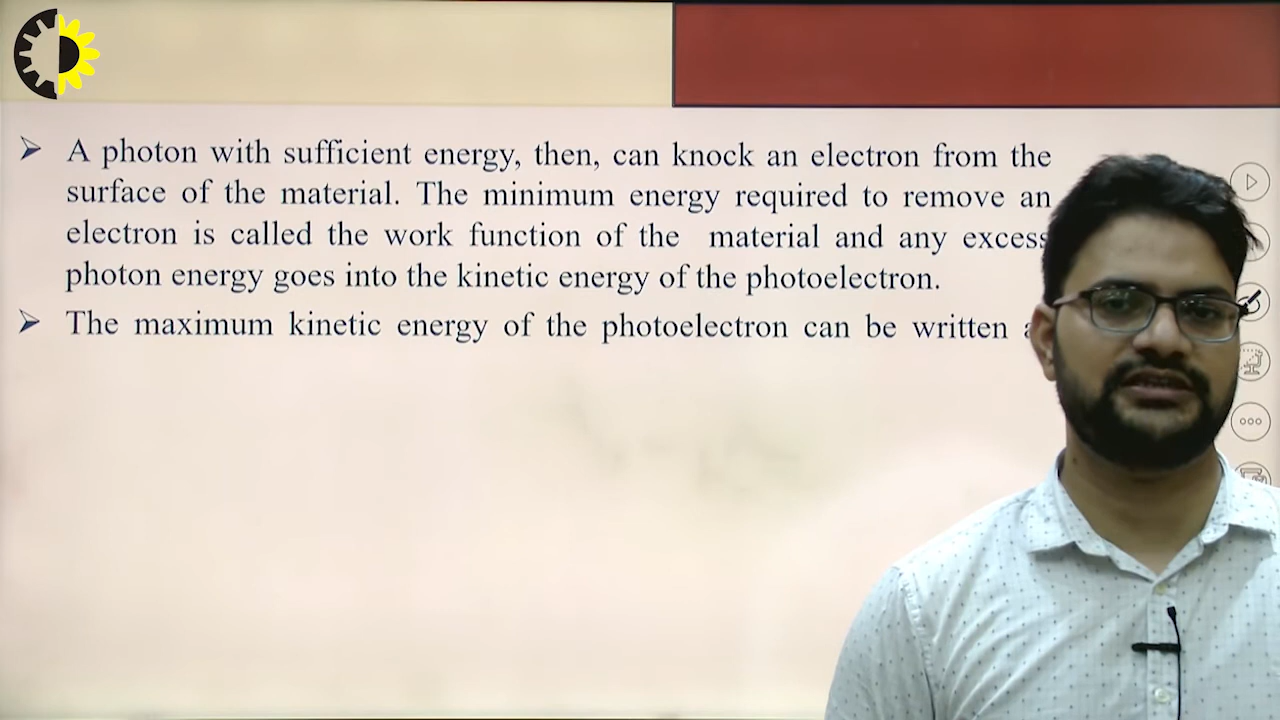 A photon with sufficient energy, then, can knock an electron from the
surface of the material. The minimum energy required to remove an
electron is called the work function of the material and any excess
photon energy goes into the kinetic energy of the photoelectron.
The maximum kinetic energy of the photoelectron can be written